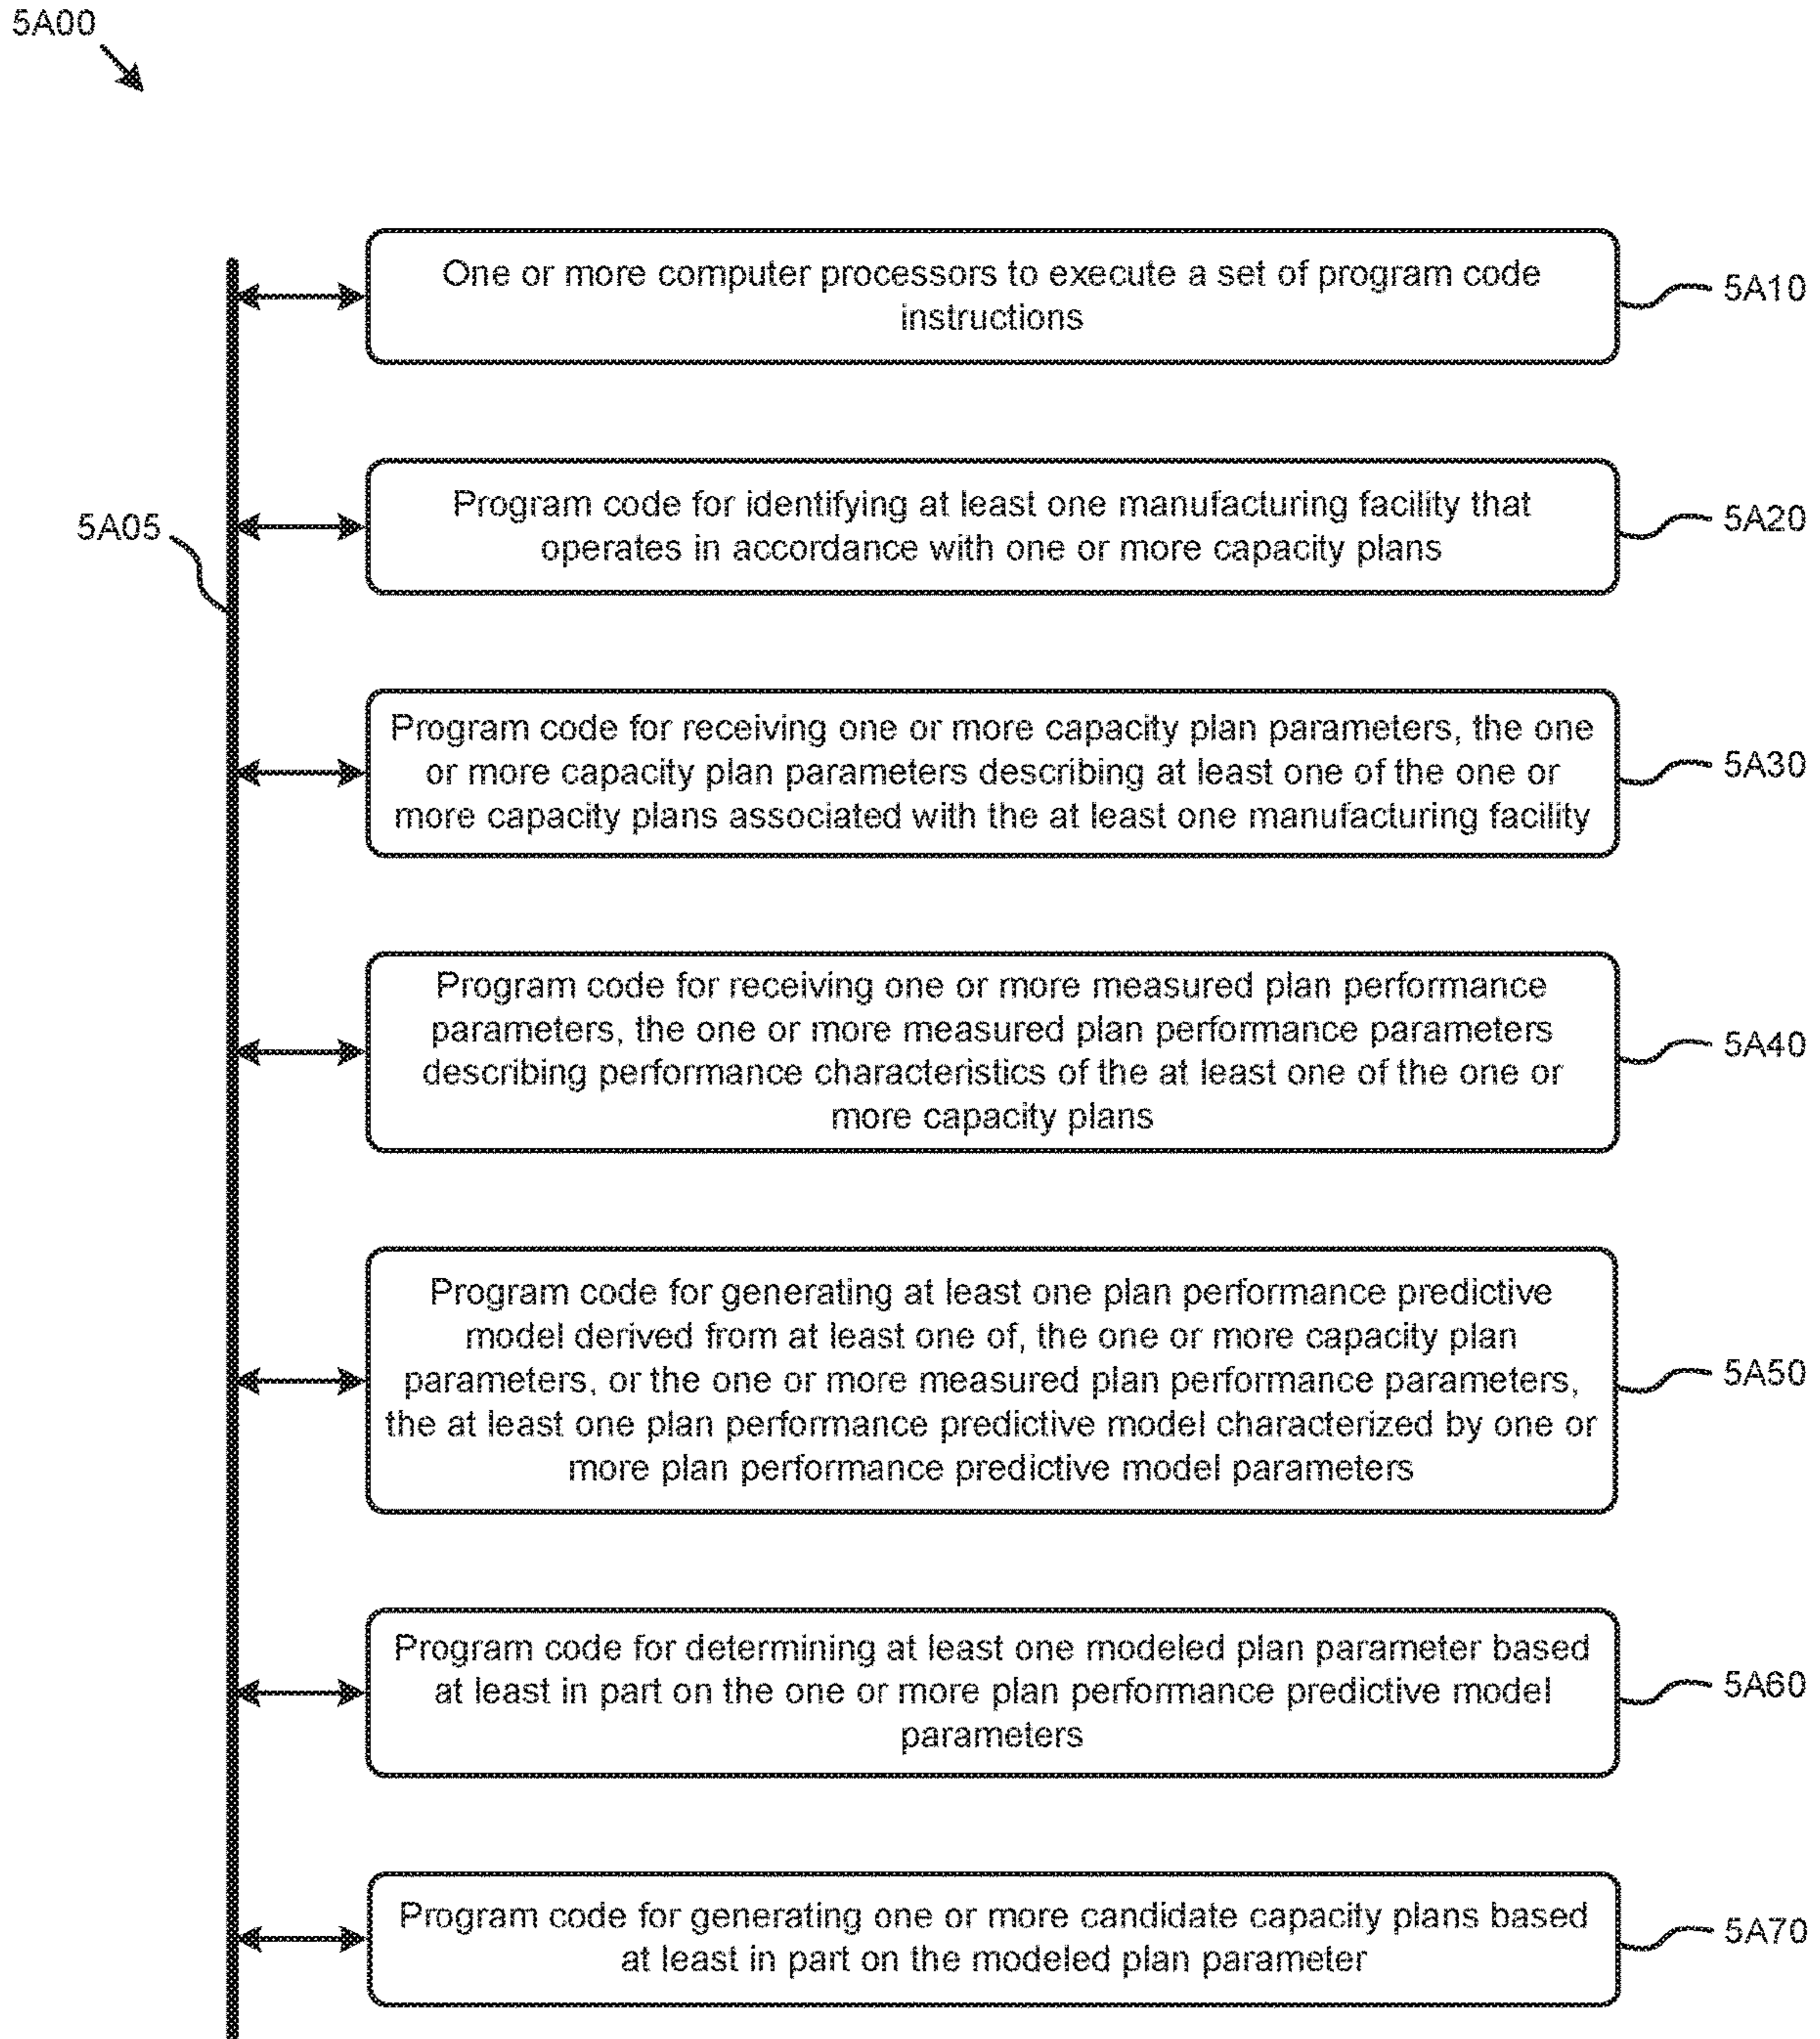 5A00
One or more computer processors to execute a set of program code
instructions
5A10
Program code for identifying at least one manufacturing facility that
operates in accordance with one or more capacity plans
5A20
5A05
Program code for receiving one or more capacity plan parameters, the one
or more capacity plan parameters describing at least one of the one or
more capacity plans associated with the at least one manufacturing facility
5A30
Program code for receiving one or more measured plan performance
parameters, the one or more measured plan performance parameters
describing performance characteristics of the at least one of the one or
more capacity plans
5A40
Program code for generating at least one plan performance predictive
model derived from at least one of, the one or more capacity plan
parameters, or the one or more measured plan performance parameters,
the at least one plan performance predictive model characterized by one or
more plan performance predictive model parameters
5A50
Program code for determining at least one modeled plan parameter based
at least in part on the one or more plan performance predictive model
parameters
5A60
Program code for generating one or more candidate capacity plans based
at least in part on the modeled plan parameter
5A70